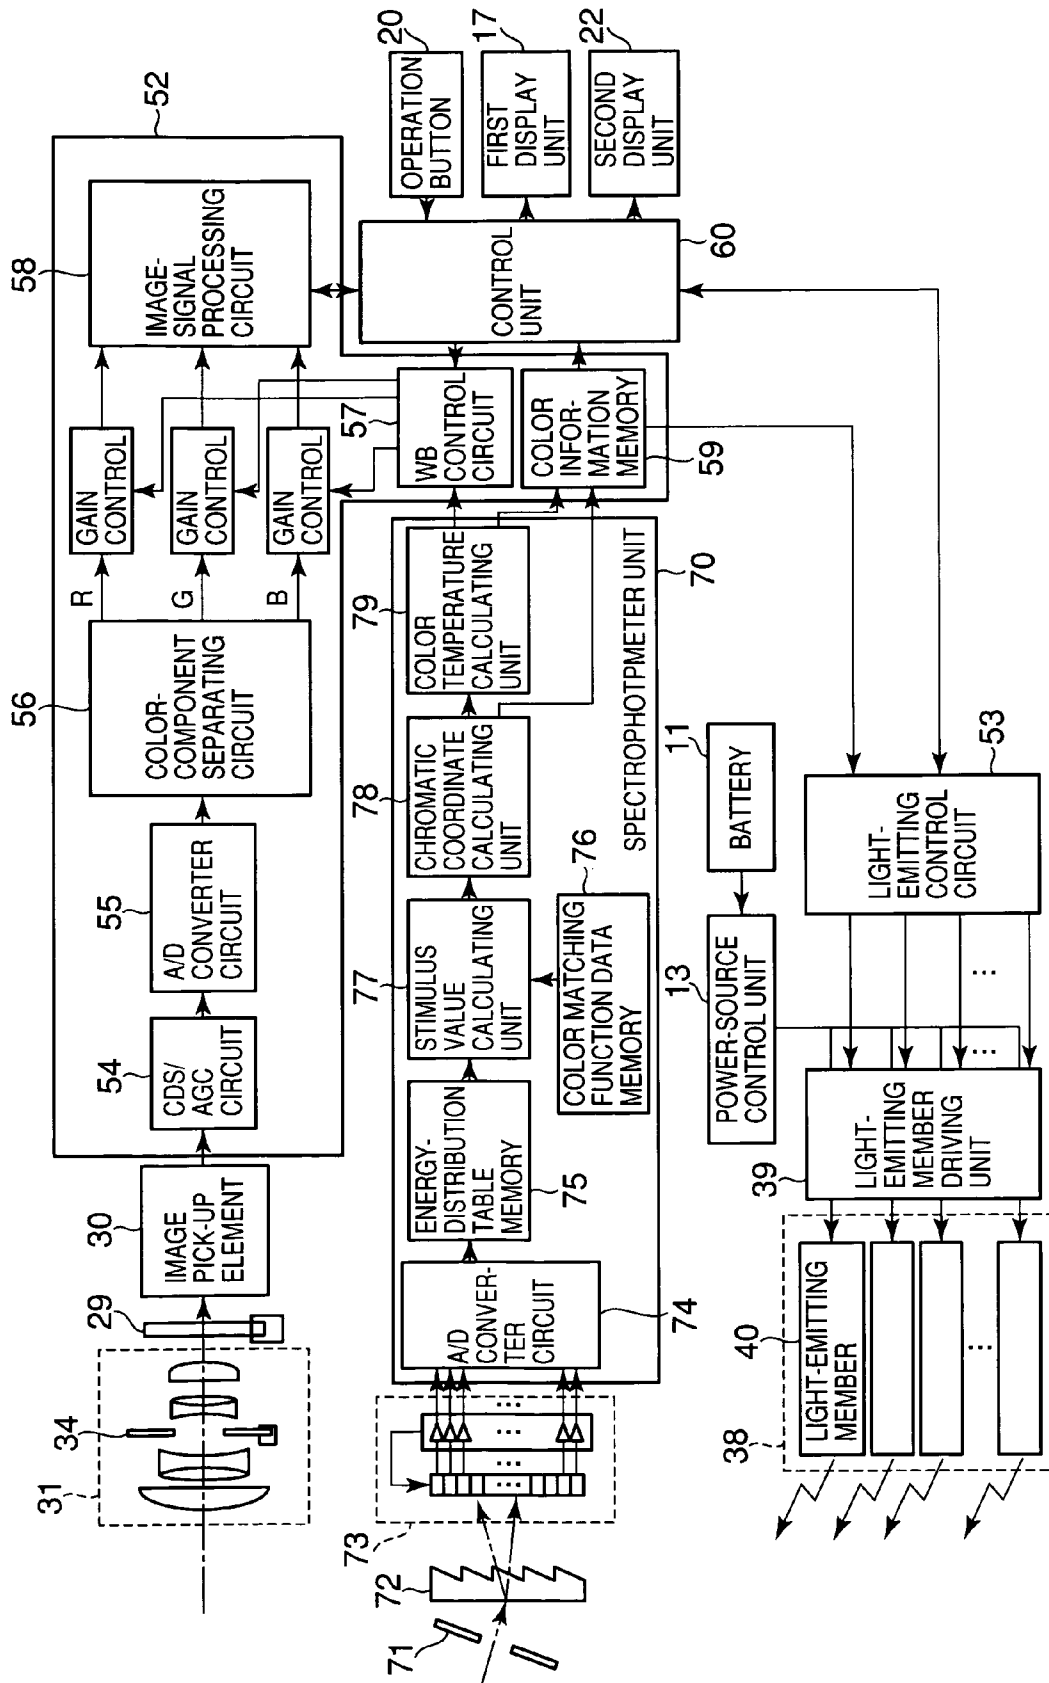 52
58
IMAGE-
SIGNAL
PROCESSING
CIRCUIT
20
OPERATION
BUTTON
17
FIRST
DISPLAY
UNIT
22
SECOND
DISPLAY
UNIT
60
CONTROL
UNIT
GAIN
CONTROL
GAIN
CONTROL
GAIN
CONTROL
57
WB
CONTROL
CIRCUIT
COLOR
INFOR-
MATION
MEMORY
59
R
G
B
56
COLOR-
COMPONENT
SEPARATING
CIRCUIT
55
A/D
CONVERTER
CIRCUIT
54
CDS/
AGC
CIRCUIT
30
IMAGE
PICK-UP
ELEMENT
29
34
31
79
COLOR
TEMPERATURE
CALCULATING
UNIT
78
CHROMATIC
COORDINATE
CALCULATING
UNIT
77
STIMULUS
VALUE
CALCULATING
UNIT
76
COLOR MATCHING
FUNCTION DATA
MEMORY
ENERGY-
DISTRIBUTION
TABLE
MEMORY
75
A/D
CONVER-
TER
CIRCUIT
74
SPECTROPHOTPMETER UNIT
70
73
72
71
11
BATTERY
13
POWER-SOURCE
CONTROL UNIT
53
LIGHT-
EMITTING
CONTROL
CIRCUIT
39
LIGHT-
EMITTING
MEMBER
DRIVING
UNIT
40
LIGHT-EMITTING
MEMBER
38